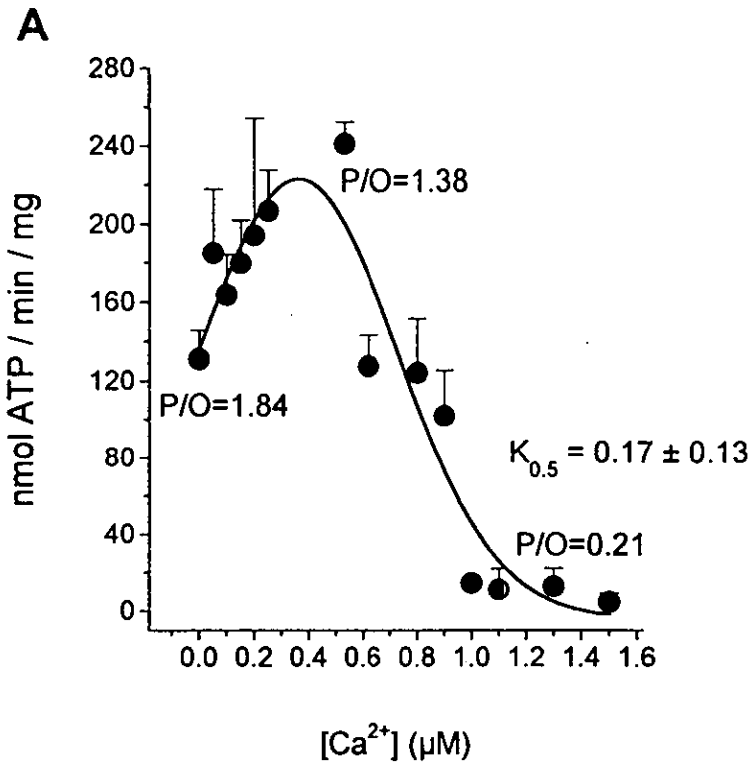 A
280
240
200
160
120
80
40
0
nmol ATP / min / mg
P/O=1.38
P/O=1.84
K0.5 = 0.17 ± 0.13
P/O=0.21
0.0 0.2 0.4 0.6 0.8 1.0 1.2 1.4 1.6
[Ca2+] (µM)